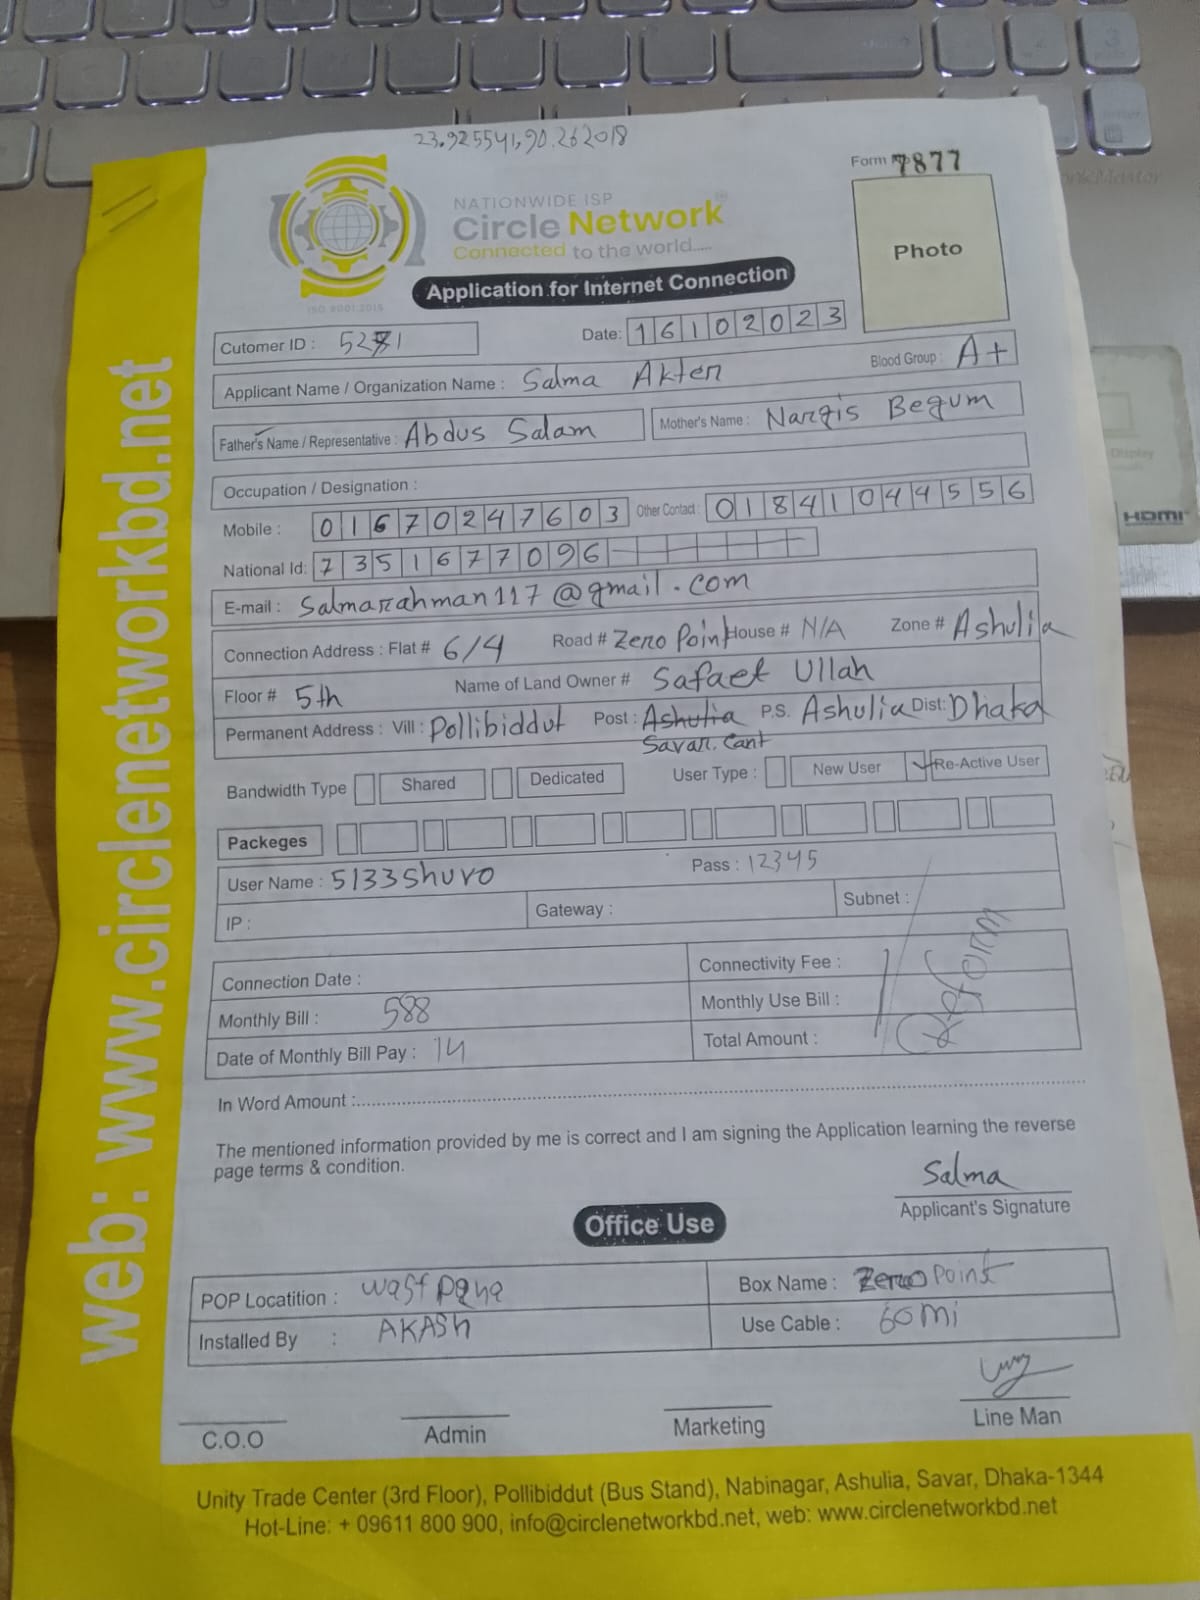 23.925541,90.262018
Form 7877
NATIONWIDE ISP
Circle Network
Connected to the world.....
ISO 9001:2015
Photo
Application for Internet Connection
Cutomer ID : 5281 Date: 16102023
Applicant Name / Organization Name : Salma Akter Blood Group : A+
Father's Name / Representative : Abdus Salam Mother's Name : Nargis Begum
Occupation / Designation :
Mobile : 01670247603 Other Contact : 01841044556
National Id: 7351677096
E-mail : Salmarahman117@gmail.com
Connection Address : Flat # 6/4 Road # Zero Point House # N/A Zone # Ashulia
Floor # 5th Name of Land Owner # Safaet Ullah
Permanent Address : Vill : Pollibiddut Post : Ashulia P.S. Ashulia Dist: Dhaka
Savar. Cant
Bandwidth Type Shared Dedicated User Type : New User Re-Active User
Packeges
User Name : 5133shuvo Pass : 12345
IP : Gateway : Subnet :
Connection Date : Connectivity Fee :
Monthly Bill : 588 Monthly Use Bill :
Date of Monthly Bill Pay : 14 Total Amount :
In Word Amount :
The mentioned information provided by me is correct and I am signing the Application learning the reverse
page terms & condition.
Salma
Applicant's Signature
Office Use
POP Locatition : Box Name : Zero Point
Installed By : AKASH Use Cable : 60 mi
C.O.O Admin Marketing Line Man
Unity Trade Center (3rd Floor), Pollibiddut (Bus Stand), Nabinagar, Ashulia, Savar, Dhaka-1344
Hot-Line: + 09611 800 900, info@circlenetworkbd.net, web: www.circlenetworkbd.net
web: www.circlenetworkbd.net
HDMI